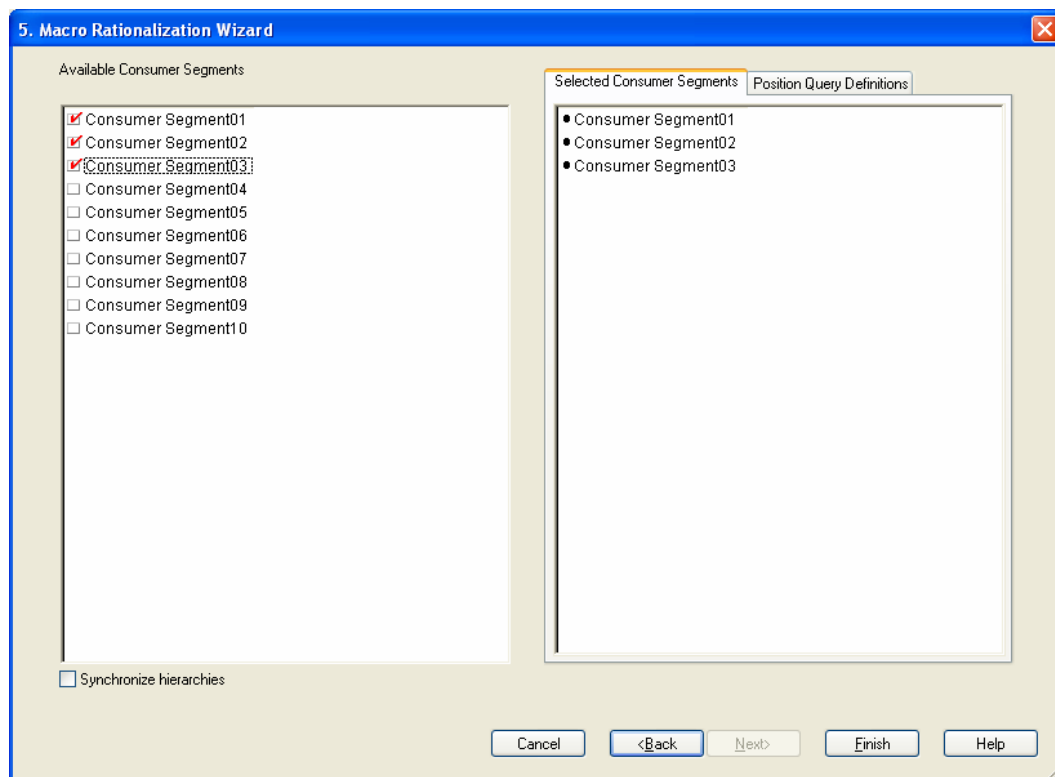 5. Macro Rationalization Wizard
Available Consumer Segments
Selected Consumer Segments
Position Query Definitions
Consumer Segment01
Consumer Segment02
Consumer Segment03
Consumer Segment04
Consumer Segment05
Consumer Segment06
Consumer Segment07
Consumer Segment08
Consumer Segment09
Consumer Segment10
Consumer Segment01
Consumer Segment02
Consumer Segment03
Synchronize hierarchies
Cancel
<Back
Next>
Finish
Help